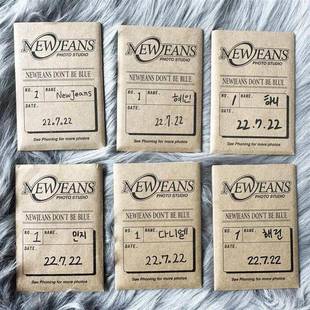 NEWJEANS
PHOTO STUDIO
NEWJEANS DON'T BE BLUE
NO. 1 NAME. NewJeans
DATE.
22.7.22
See Phoning for more photos
NEWJEANS
PHOTO STUDIO
NEWJEANS DON'T BE BLUE
NO. 1 NAME. 혜인
DATE.
22.7.22
See Phoning for more photos
NEWJEANS
PHOTO STUDIO
NEWJEANS DON'T BE BLUE
NO. 1 NAME. 하니
DATE.
22.7.22
See Phoning for more photos
NEWJEANS
PHOTO STUDIO
NEWJEANS DON'T BE BLUE
NO. 1 NAME. 민지
DATE.
22.7.22
See Phoning for more photos
NEWJEANS
PHOTO STUDIO
NEWJEANS DON'T BE BLUE
NO. 1 NAME. 다니엘
DATE.
22.7.22
See Phoning for more photos
NEWJEANS
PHOTO STUDIO
NEWJEANS DON'T BE BLUE
NO. 1 NAME. 해린
DATE.
22.7.22
See Phoning for more photos